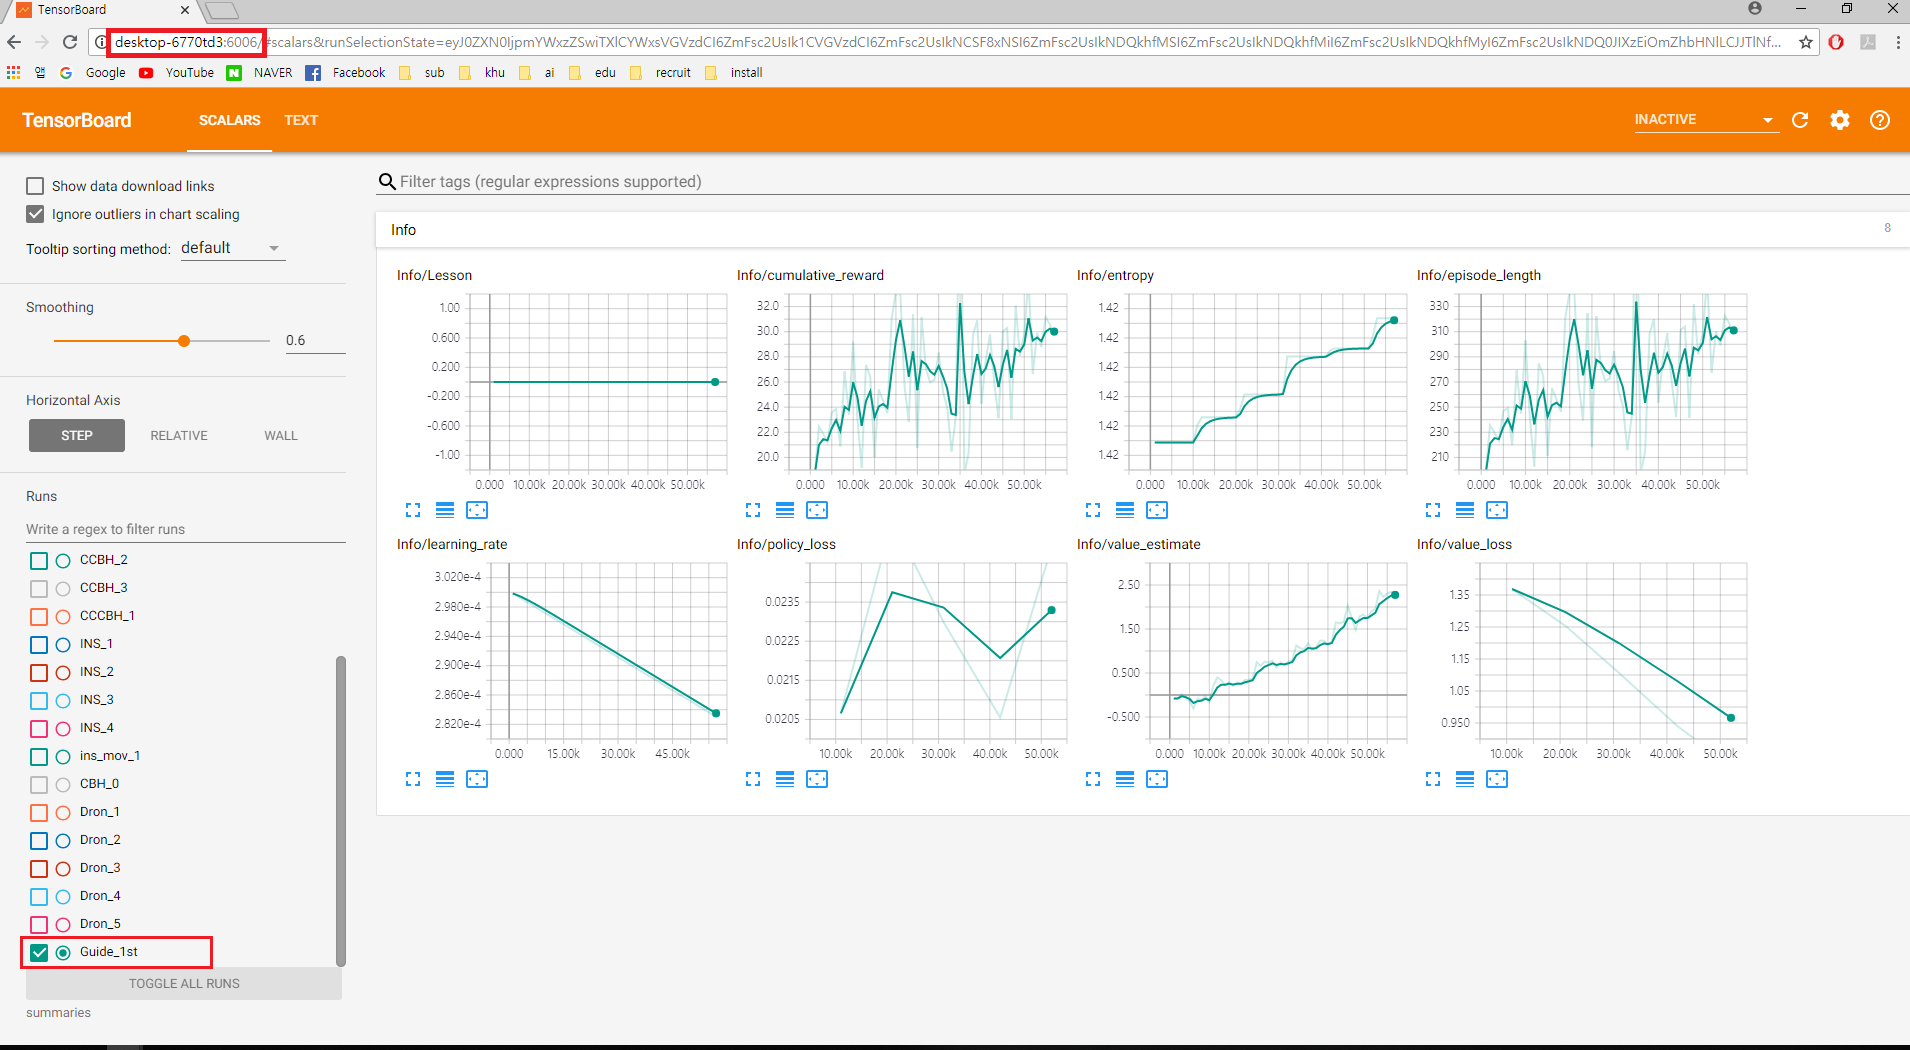 TensorBoard
desktop-6770td3:6006/#scalars&runSelectionState=eyJ0ZXN0IjpmYWxzZSwiTXlCYWxsVGVzdCI6ZmFsc2UsIk1CVGVzdCI6ZmFsc2UsIkNCSF8xNSI6ZmFsc2UsIkNDQkhfMSI6ZmFsc2UsIkNDQkhfMiI6ZmFsc2UsIkNDQkhfMyI6ZmFsc2UsIkNDQ0JIXzEiOmZhbHNlLCJJTlNf...
앱
Google
YouTube
NAVER
Facebook
sub
khu
ai
edu
recruit
install
TensorBoard
SCALARS
TEXT
INACTIVE
Show data download links
Ignore outliers in chart scaling
Tooltip sorting method: default
Smoothing
0.6
Horizontal Axis
STEP
RELATIVE
WALL
Runs
Write a regex to filter runs
CCBH_2
CCBH_3
CCCBH_1
INS_1
INS_2
INS_3
INS_4
ins_mov_1
CBH_0
Dron_1
Dron_2
Dron_3
Dron_4
Dron_5
Guide_1st
TOGGLE ALL RUNS
summaries
Filter tags (regular expressions supported)
Info
8
Info/Lesson
1.00
0.600
0.200
-0.200
-0.600
-1.00
0.000 10.00k 20.00k 30.00k 40.00k 50.00k
Info/cumulative_reward
32.0
30.0
28.0
26.0
24.0
22.0
20.0
0.000 10.00k 20.00k 30.00k 40.00k 50.00k
Info/entropy
1.42
1.42
1.42
1.42
1.42
1.42
0.000 10.00k 20.00k 30.00k 40.00k 50.00k
Info/episode_length
330
310
290
270
250
230
210
0.000 10.00k 20.00k 30.00k 40.00k 50.00k
Info/learning_rate
3.020e-4
2.980e-4
2.940e-4
2.900e-4
2.860e-4
2.820e-4
0.000 15.00k 30.00k 45.00k
Info/policy_loss
0.0235
0.0225
0.0215
0.0205
10.00k 20.00k 30.00k 40.00k 50.00k
Info/value_estimate
2.50
1.50
0.500
-0.500
0.000 10.00k 20.00k 30.00k 40.00k 50.00k
Info/value_loss
1.35
1.25
1.15
1.05
0.950
10.00k 20.00k 30.00k 40.00k 50.00k